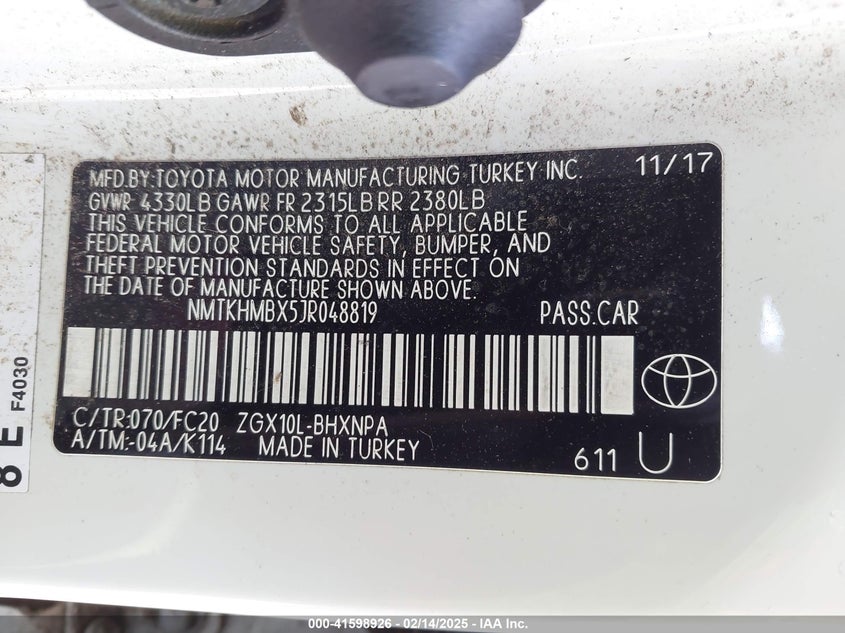 MFD.BY.TOYOTA MOTOR MANUFACTURING TURKEY INC. 11/17
GVWR 4330LB GAWR FR 2315LB RR 2380LB
THIS VEHICLE CONFORMS TO ALL APPLICABLE
FEDERAL MOTOR VEHICLE SAFETY, BUMPER, AND
THEFT PREVENTION STANDARDS IN EFFECT ON
THE DATE OF MANUFACTURE SHOWN ABOVE.
NMTKHMBX5JR048819 PASS.CAR
C/TR:070/FC20 ZGX10L-BHXNPA
A/TM:-04A/K114 MADE IN TURKEY
611 U
8 E F4030
000-41598926 - 02/14/2025 - IAA Inc.